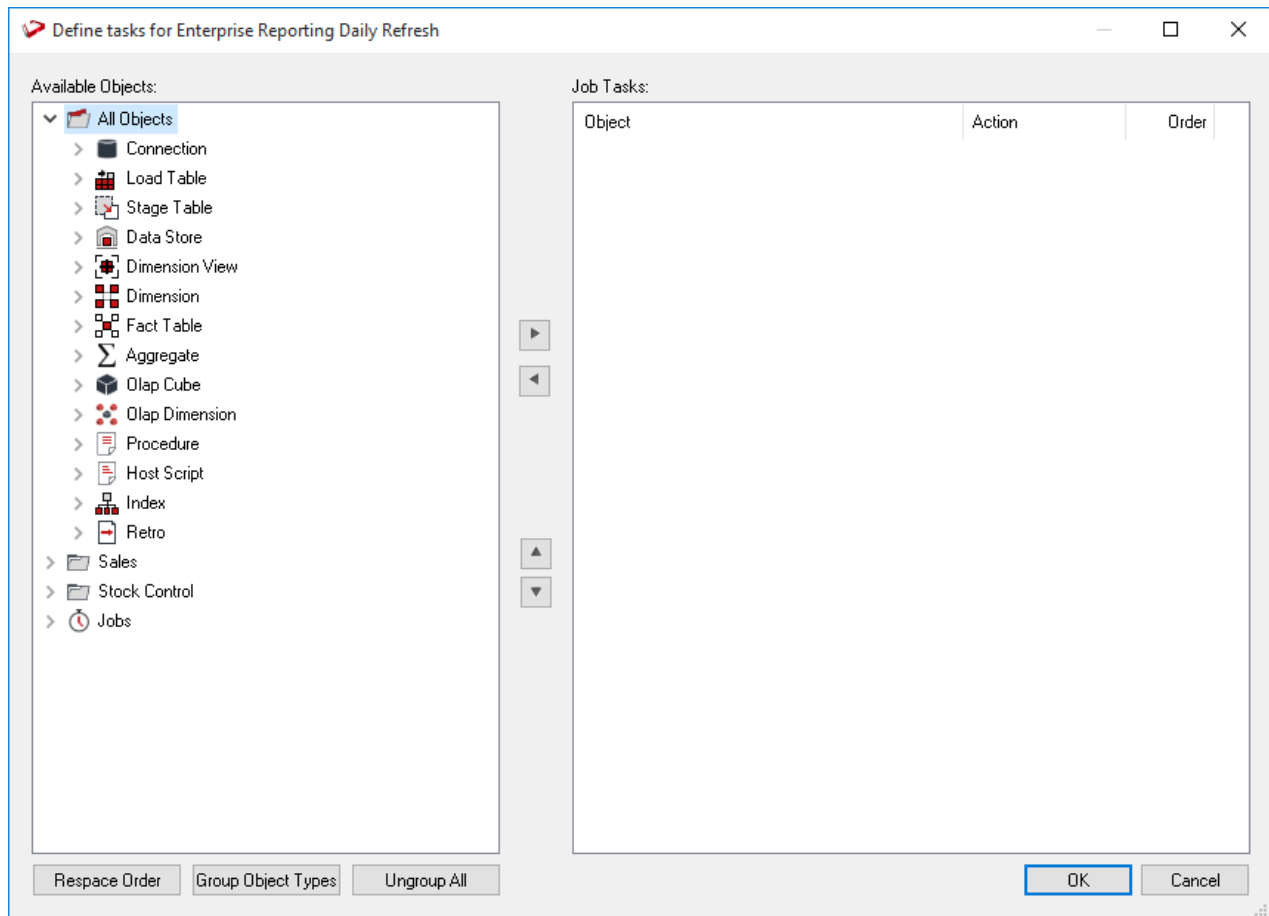 Define tasks for Enterprise Reporting Daily Refresh
Available Objects:
All Objects
Connection
Load Table
Stage Table
Data Store
Dimension View
Dimension
Fact Table
Aggregate
Olap Cube
Olap Dimension
Procedure
Host Script
Index
Retro
Sales
Stock Control
Jobs
Job Tasks:
Object Action Order
Respace Order Group Object Types Ungroup All OK Cancel